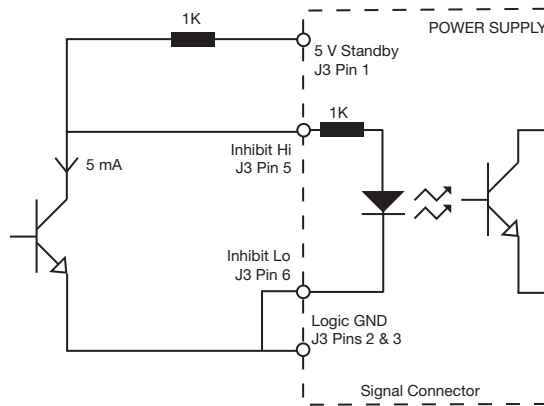 1K
POWER SUPPLY
5 V Standby
J3 Pin 1
1K
Inhibit Hi
J3 Pin 5
5 mA
Inhibit Lo
J3 Pin 6
Logic GND
J3 Pins 2 & 3
Signal Connector